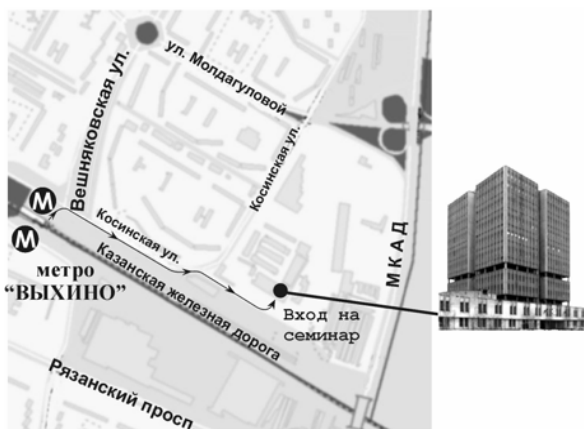 Вешняковская ул.
ул. Молдагуловой
Косинская ул.
МКАД
М
М
метро
"ВЫХИНО"
Косинская ул.
Казанская железная дорога
Вход на
семинар
Рязанский просп